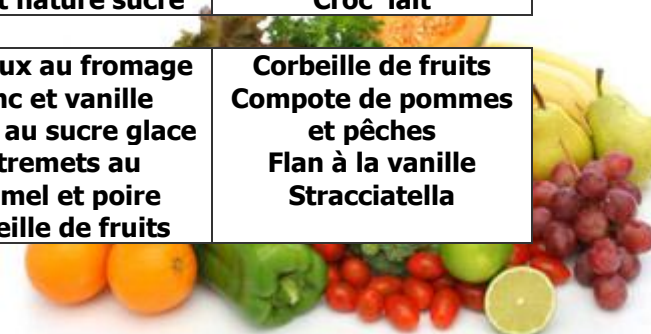 nature sucré
Croc' lait
au fromage
et vanille
au sucre glace
au
et poire
de fruits
Corbeille de fruits
Compote de pommes
et pêches
Flan à la vanille
Stracciatella